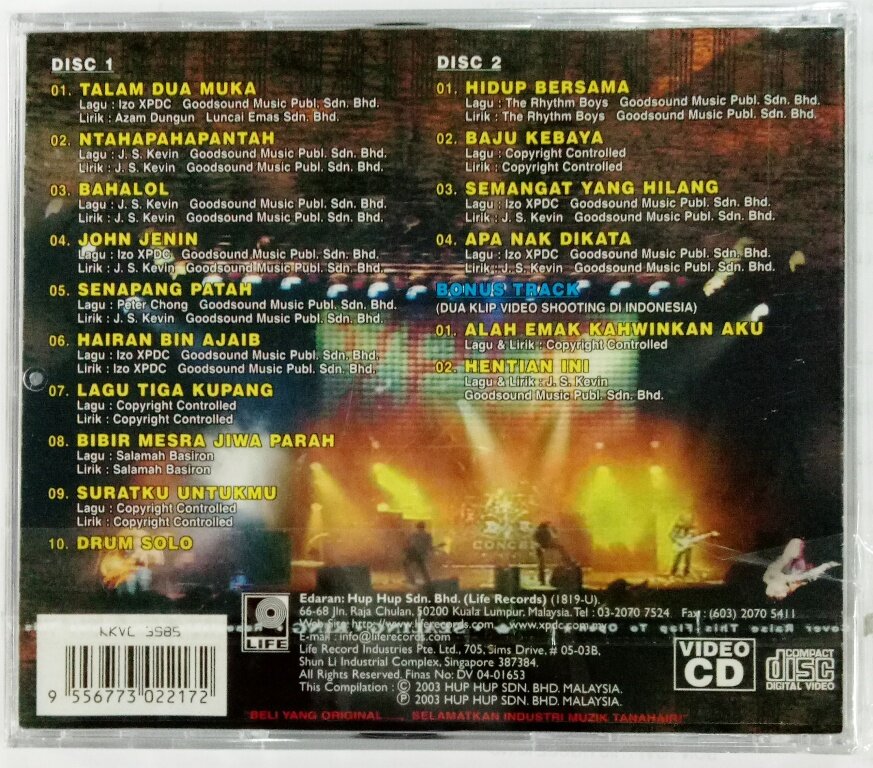 DISC 1
01. TALAM DUA MUKA
Lagu : Izo XPDC Goodsound Music Publ. Sdn. Bhd.
Lirik : Azam Dungun Luncai Emas Sdn. Bhd.
02. NTAHAPAHAPANTAH
Lagu : J. S. Kevin Goodsound Music Publ. Sdn. Bhd.
Lirik : J. S. Kevin Goodsound Music Publ. Sdn. Bhd.
03. BAHALOL
Lagu : J. S. Kevin Goodsound Music Publ. Sdn. Bhd.
Lirik : J. S. Kevin Goodsound Music Publ. Sdn. Bhd.
04. JOHN JENIN
Lagu : Izo XPDC Goodsound Music Publ. Sdn. Bhd.
Lirik : J. S. Kevin Goodsound Music Publ. Sdn. Bhd.
05. SENAPANG PATAH
Lagu : Peter Chong Goodsound Music Publ. Sdn. Bhd.
Lirik : J. S. Kevin Goodsound Music Publ. Sdn. Bhd.
06. HAIRAN BIN AJAIB
Lagu : Izo XPDC Goodsound Music Publ. Sdn. Bhd.
Lirik : Izo XPDC Goodsound Music Publ. Sdn. Bhd.
07. LAGU TIGA KUPANG
Lagu : Copyright Controlled
Lirik : Copyright Controlled
08. BIBIR MESRA JIWA PARAH
Lagu : Salamah Basiron
Lirik : Salamah Basiron
09. SURATKU UNTUKMU
Lagu : Copyright Controlled
Lirik : Copyright Controlled
10. DRUM SOLO
DISC 2
01. HIDUP BERSAMA
Lagu : The Rhythm Boys Goodsound Music Publ. Sdn. Bhd.
Lirik : The Rhythm Boys Goodsound Music Publ. Sdn. Bhd.
02. BAJU KEBAYA
Lagu : Copyright Controlled
Lirik : Copyright Controlled
03. SEMANGAT YANG HILANG
Lagu : Izo XPDC Goodsound Music Publ. Sdn. Bhd.
Lirik : J. S. Kevin Goodsound Music Publ. Sdn. Bhd.
04. APA NAK DIKATA
Lagu : Izo XPDC Goodsound Music Publ. Sdn. Bhd.
Lirik : J. S. Kevin Goodsound Music Publ. Sdn. Bhd.
BONUS TRACK
(DUA KLIP VIDEO SHOOTING DI INDONESIA)
01. ALAH EMAK KAHWINKAN AKU
Lagu & Lirik : Copyright Controlled
02. HENTIAN INI
Lagu & Lirik : J. S. Kevin
Goodsound Music Publ. Sdn. Bhd.
LIFE
Edaran: Hup Hup Sdn. Bhd. (Life Records) (1819-U).
66-68 Jln. Raja Chulan, 50200 Kuala Lumpur, Malaysia. Tel : 03-2070 7524 Fax : (603) 2070 5411
Web Site : http://www.liferecords.com www.xpdc.com.my
E-mail : info@liferecords.com
Life Record Industries Pte. Ltd., 705, Sims Drive, # 05-03B,
Shun Li Industrial Complex, Singapore 387384.
All Rights Reserved. Finas No: DV 04-01653
This Compilation : © 2003 HUP HUP SDN. BHD. MALAYSIA.
℗ 2003 HUP HUP SDN. BHD. MALAYSIA.
VIDEO
CD
COMPACT
disc
DIGITAL VIDEO
KKVC 3985
9 556773 022172
"BELI YANG ORIGINAL ..... SELAMATKAN INDUSTRI MUZIK TANAHAIR!"